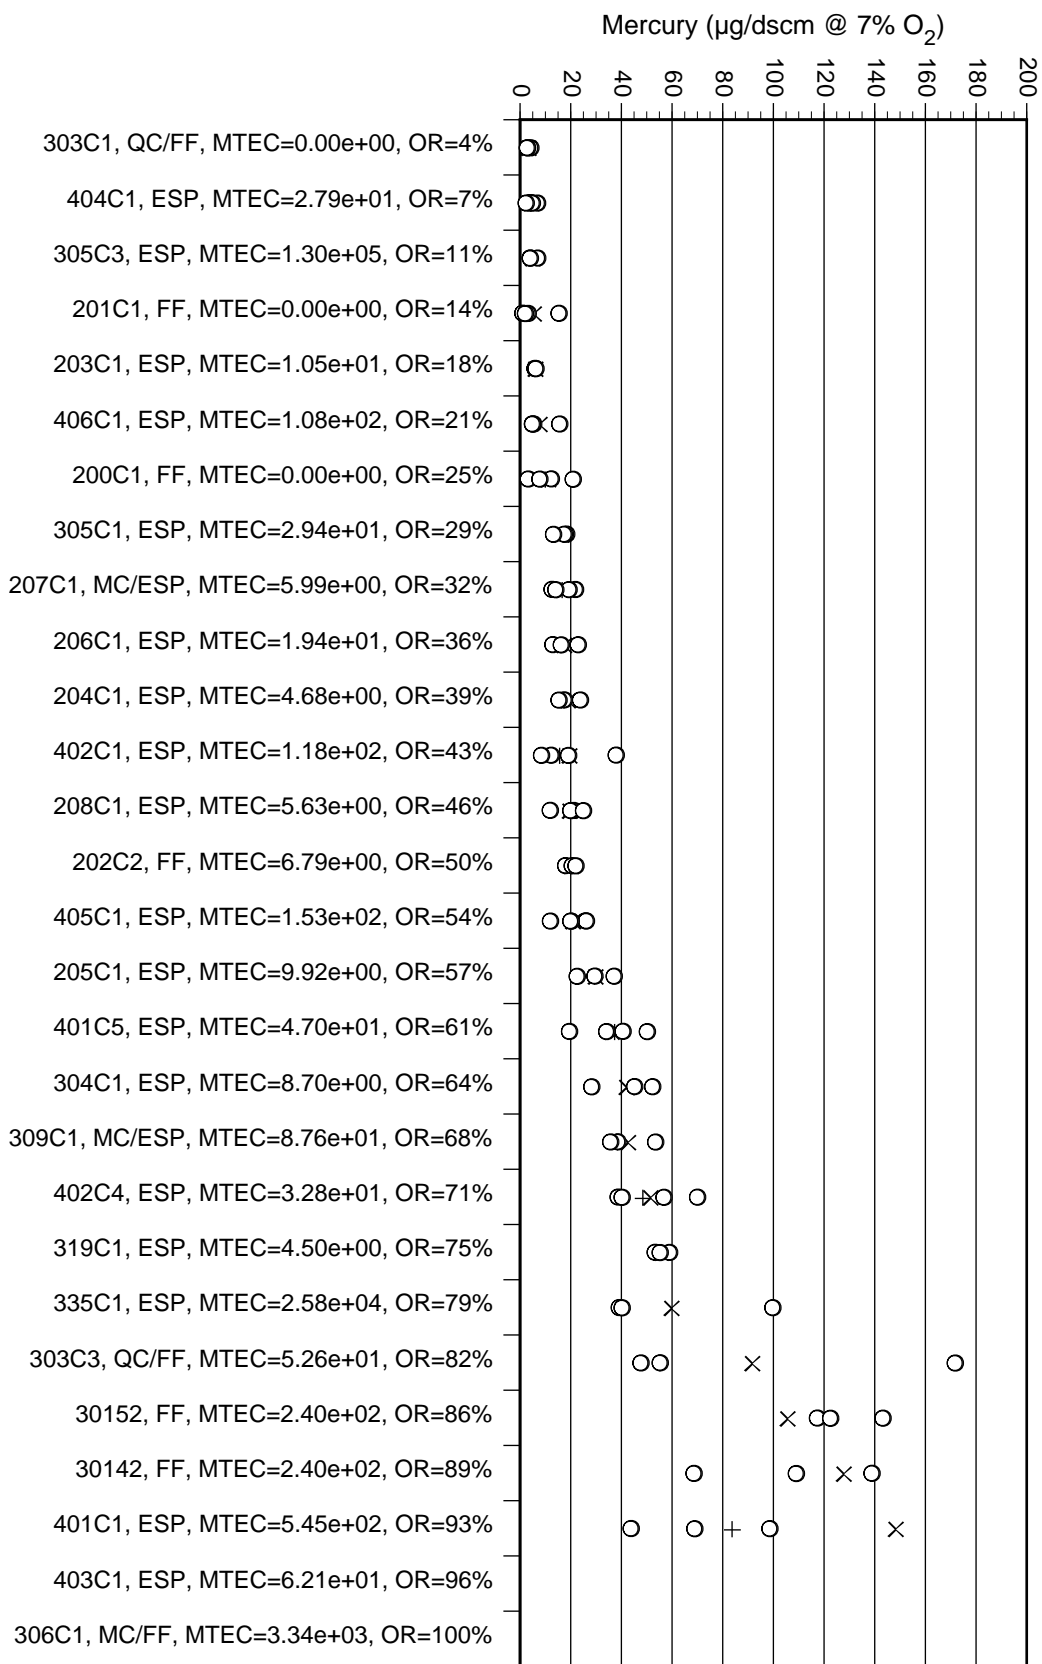 Mercury (µg/dscm @ 7% O2)
0 20 40 60 80 100 120 140 160 180 200
303C1, QC/FF, MTEC=0.00e+00, OR=4%
404C1, ESP, MTEC=2.79e+01, OR=7%
305C3, ESP, MTEC=1.30e+05, OR=11%
201C1, FF, MTEC=0.00e+00, OR=14%
203C1, ESP, MTEC=1.05e+01, OR=18%
406C1, ESP, MTEC=1.08e+02, OR=21%
200C1, FF, MTEC=0.00e+00, OR=25%
305C1, ESP, MTEC=2.94e+01, OR=29%
207C1, MC/ESP, MTEC=5.99e+00, OR=32%
206C1, ESP, MTEC=1.94e+01, OR=36%
204C1, ESP, MTEC=4.68e+00, OR=39%
402C1, ESP, MTEC=1.18e+02, OR=43%
208C1, ESP, MTEC=5.63e+00, OR=46%
202C2, FF, MTEC=6.79e+00, OR=50%
405C1, ESP, MTEC=1.53e+02, OR=54%
205C1, ESP, MTEC=9.92e+00, OR=57%
401C5, ESP, MTEC=4.70e+01, OR=61%
304C1, ESP, MTEC=8.70e+00, OR=64%
309C1, MC/ESP, MTEC=8.76e+01, OR=68%
402C4, ESP, MTEC=3.28e+01, OR=71%
319C1, ESP, MTEC=4.50e+00, OR=75%
335C1, ESP, MTEC=2.58e+04, OR=79%
303C3, QC/FF, MTEC=5.26e+01, OR=82%
30152, FF, MTEC=2.40e+02, OR=86%
30142, FF, MTEC=2.40e+02, OR=89%
401C1, ESP, MTEC=5.45e+02, OR=93%
403C1, ESP, MTEC=6.21e+01, OR=96%
306C1, MC/FF, MTEC=3.34e+03, OR=100%